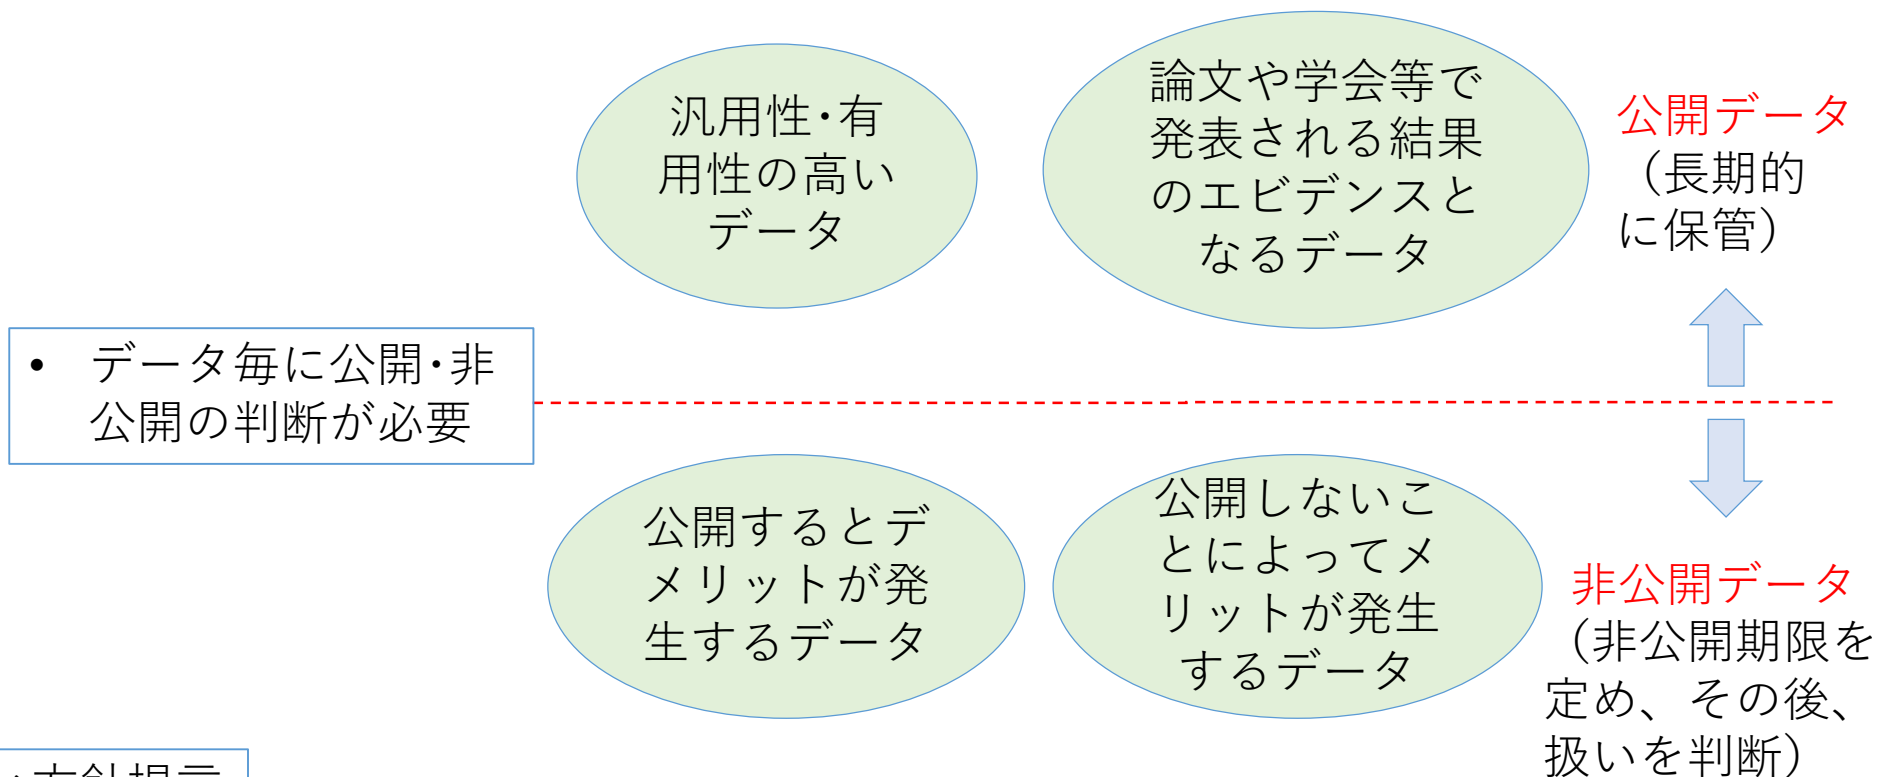 汎用性・有
用性の高い
データ
論文や学会等で
発表される結果
のエビデンスと
なるデータ
公開データ
（長期的
に保管）
• データ毎に公開・非
公開の判断が必要
公開するとデ
メリットが発
生するデータ
公開しないこ
とによってメ
リットが発生
するデータ
非公開データ
（非公開期限を
定め、その後、
扱いを判断）